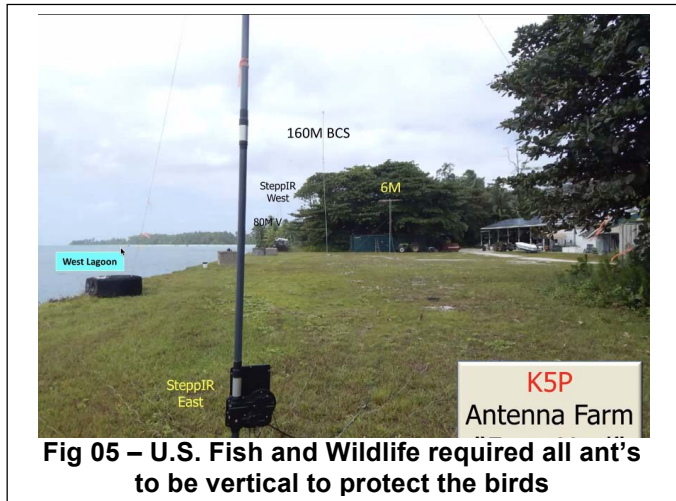 160M BCS
SteppIR
West
6M
80M V
West Lagoon
SteppIR
East
K5P
Antenna Farm
Fig 05 – U.S. Fish and Wildlife required all ant's
to be vertical to protect the birds